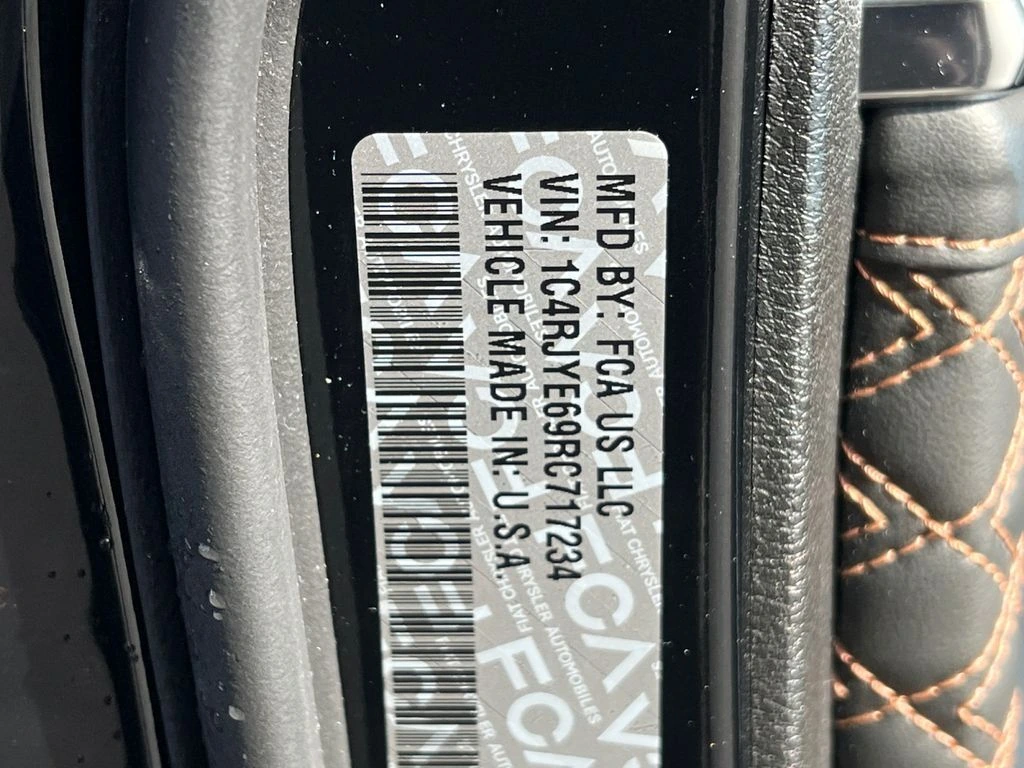 MFD BY: FCA US LLC
VIN: 1C4RJYE69RC717234
VEHICLE MADE IN: U.S.A